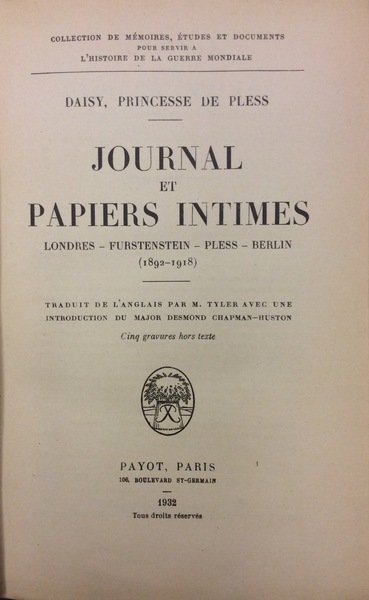 COLLECTION DE MÉMOIRES, ÉTUDES ET DOCUMENTS
POUR SERVIR A
L'HISTOIRE DE LA GUERRE MONDIALE
DAISY, PRINCESSE DE PLESS
JOURNAL
ET
PAPIERS INTIMES
LONDRES – FURSTENSTEIN – PLESS – BERLIN
(1892–1918)
TRADUIT DE L'ANGLAIS PAR M. TYLER AVEC UNE
INTRODUCTION DU MAJOR DESMOND CHAPMAN-HUSTON
Cinq gravures hors texte
PAYOT, PARIS
106, BOULEVARD ST-GERMAIN
1932
Tous droits réservés